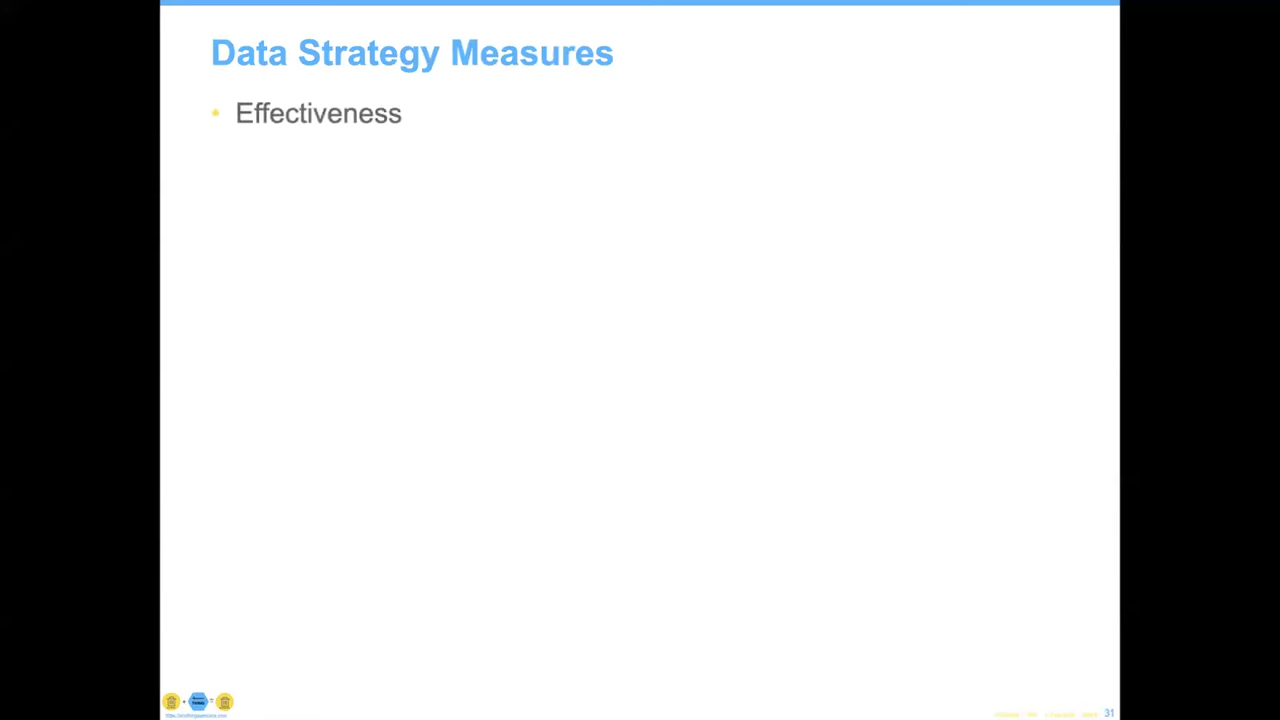 Data Strategy Measures
• Effectiveness
31